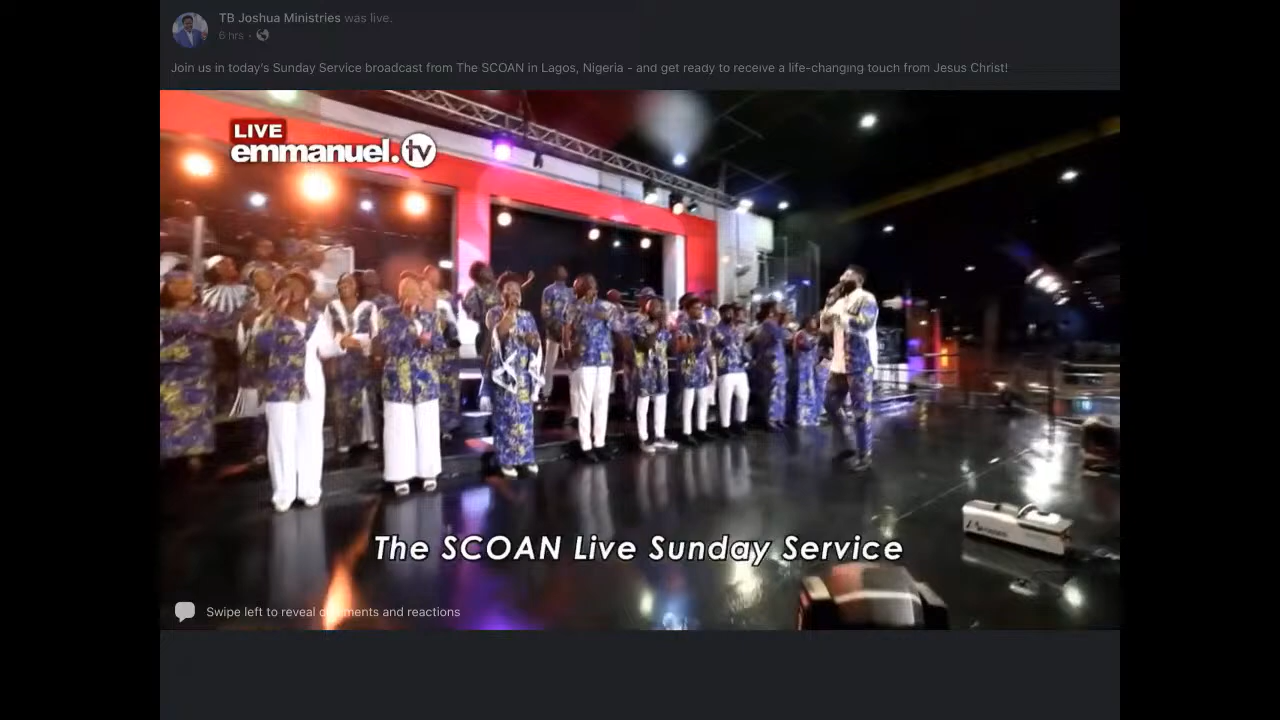 TB Joshua Ministries was live.
6 hrs ·
Join us in today's Sunday Service broadcast from The SCOAN in Lagos, Nigeria - and get ready to receive a life-changing touch from Jesus Christ!
LIVE
emmanuel.tv
The SCOAN Live Sunday Service
Swipe left to reveal comments and reactions